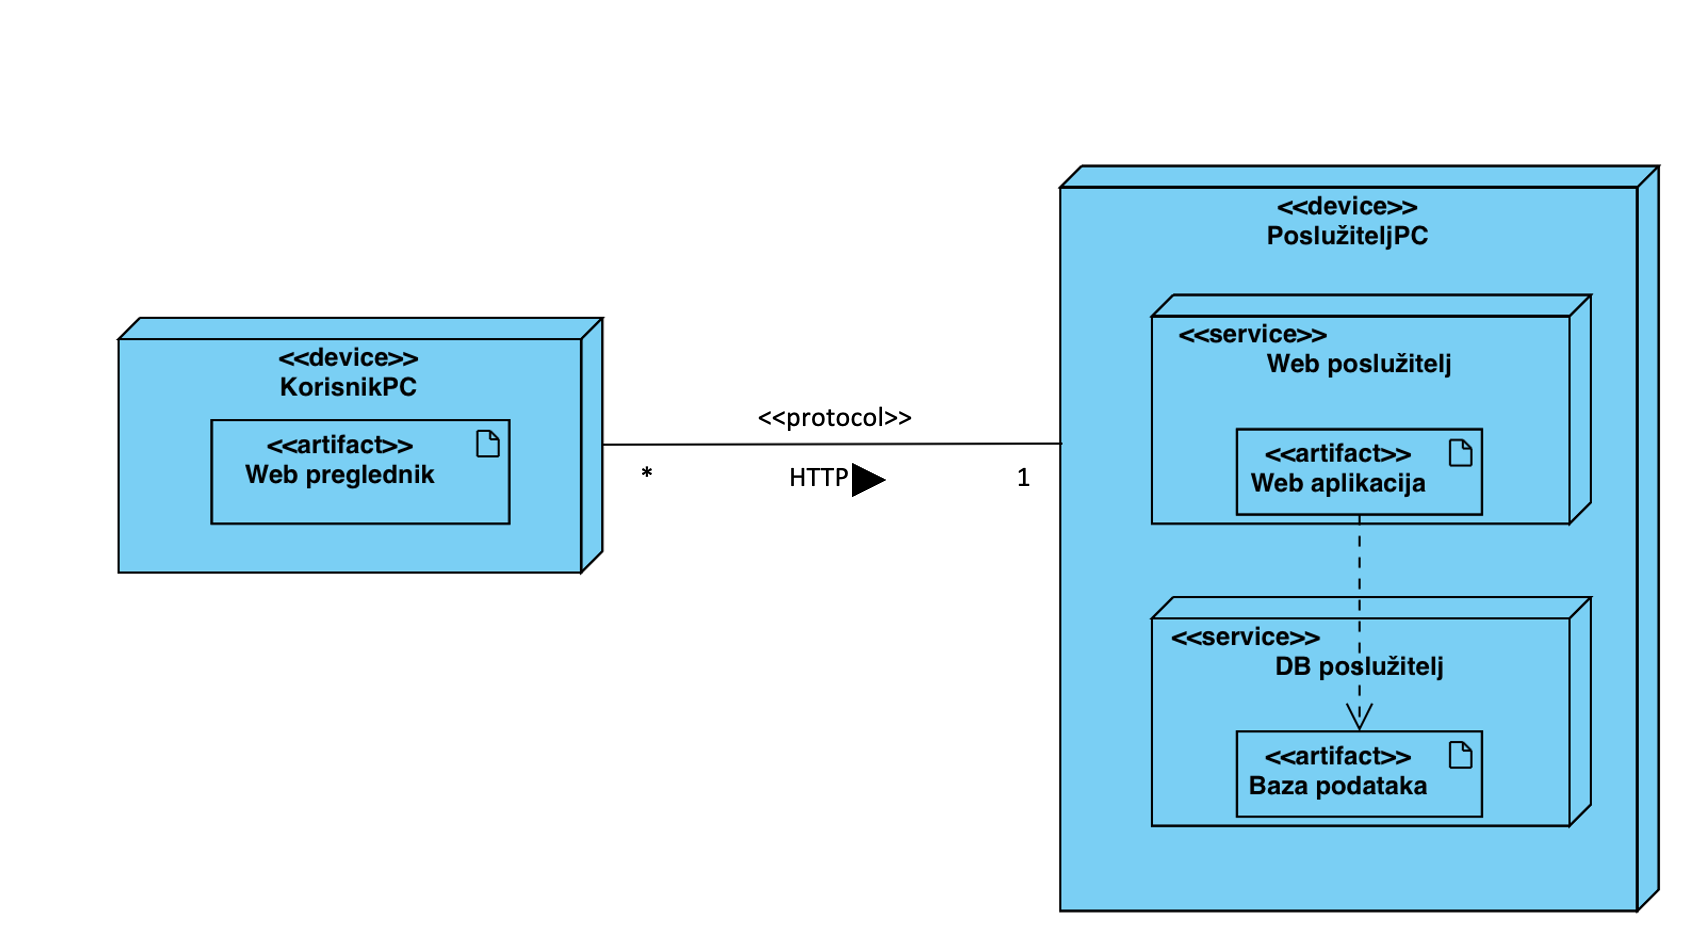 <<device>>
KorisnikPC
<<artifact>>
Web preglednik
<<protocol>>
* HTTP 1
<<device>>
PoslužiteljPC
<<service>>
Web poslužitelj
<<artifact>>
Web aplikacija
<<service>>
DB poslužitelj
<<artifact>>
Baza podataka